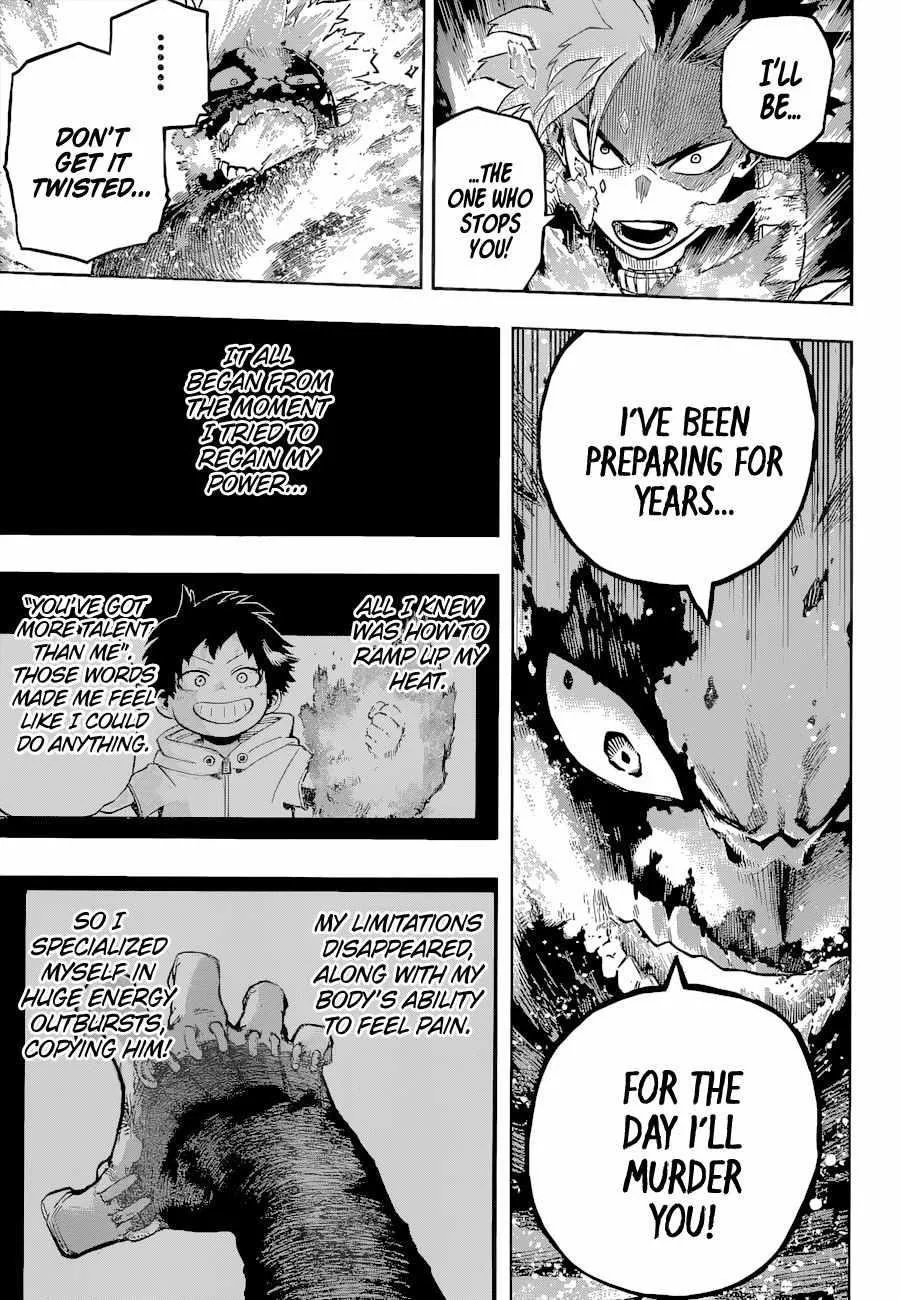 I'LL
BE...
...THE
ONE WHO
STOPS
YOU!
......
DON'T
GET IT
TWISTED...
I'VE BEEN
PREPARING FOR
YEARS...
FOR THE
DAY I'LL
MURDER
YOU!
IT ALL
BEGAN FROM
THE MOMENT
I TRIED TO
REGAIN MY
POWER...
ALL I KNEW
WAS HOW TO
RAMP UP MY
HEAT.
"YOU'VE GOT
MORE TALENT
THAN ME".
THOSE WORDS
MADE ME FEEL
LIKE I COULD
DO ANYTHING.
MY LIMITATIONS
DISAPPEARED,
ALONG WITH MY
BODY'S ABILITY
TO FEEL PAIN.
SO I
SPECIALIZED
MYSELF IN
HUGE ENERGY
OUTBURSTS,
COPYING HIM!